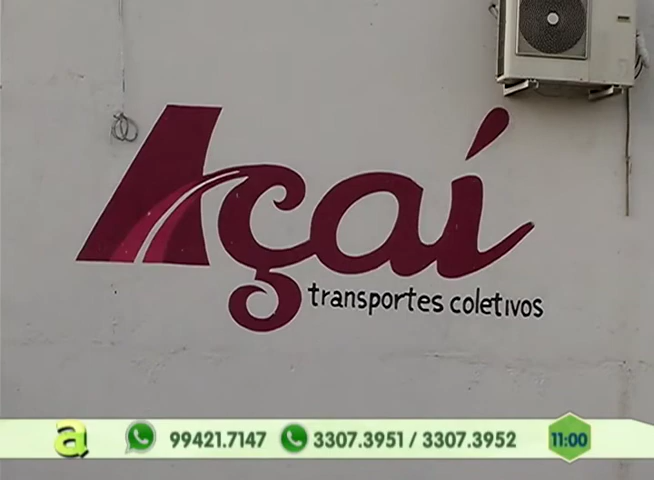 Açaí
transportes coletivos
a 99421.7147 3307.3951 / 3307.3952 11:00